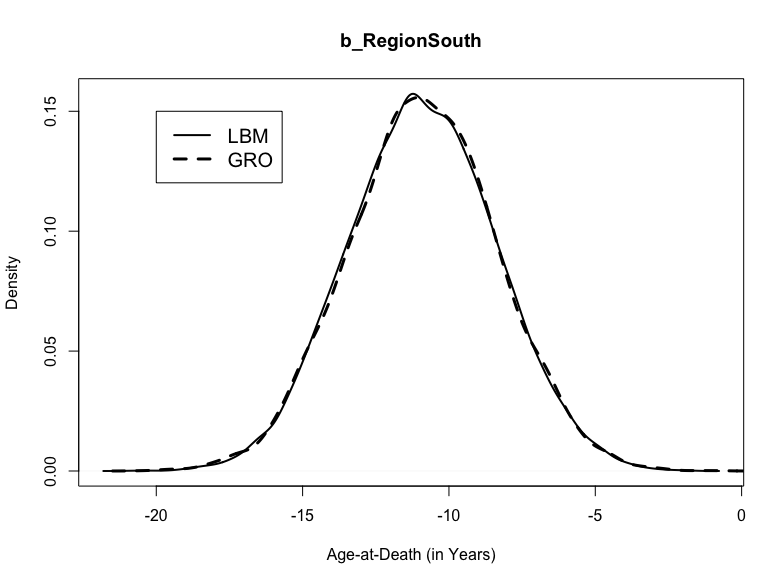 b_RegionSouth
0.15
0.10
0.05
0.00
Density
LBM
GRO
-20 -15 -10 -5 0
Age-at-Death (in Years)